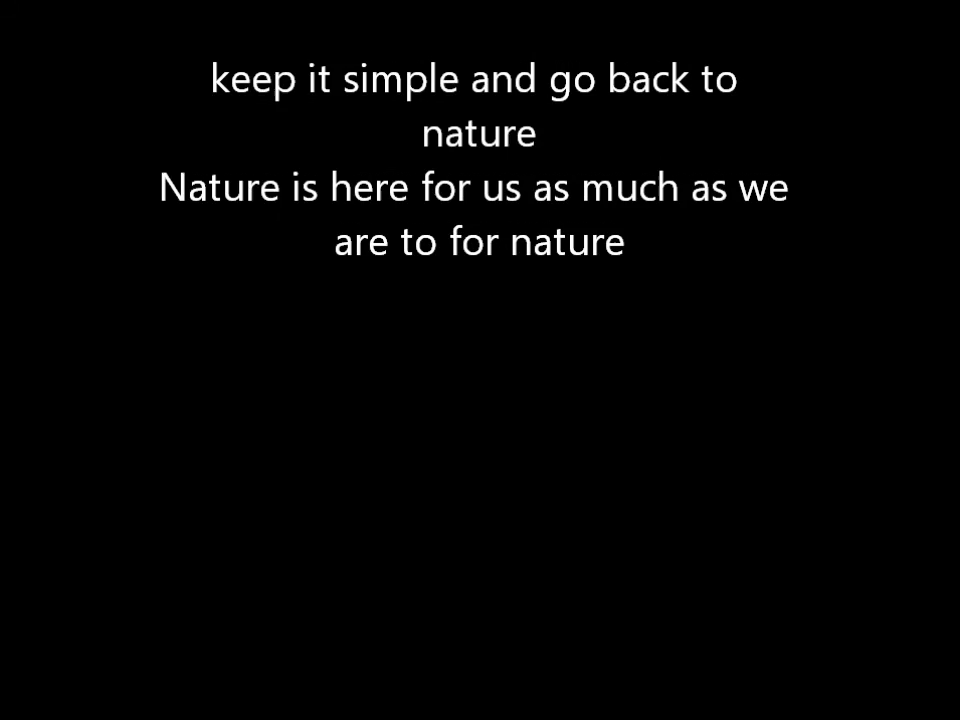 keep it simple and go back to
nature
Nature is here for us as much as we
are to for nature